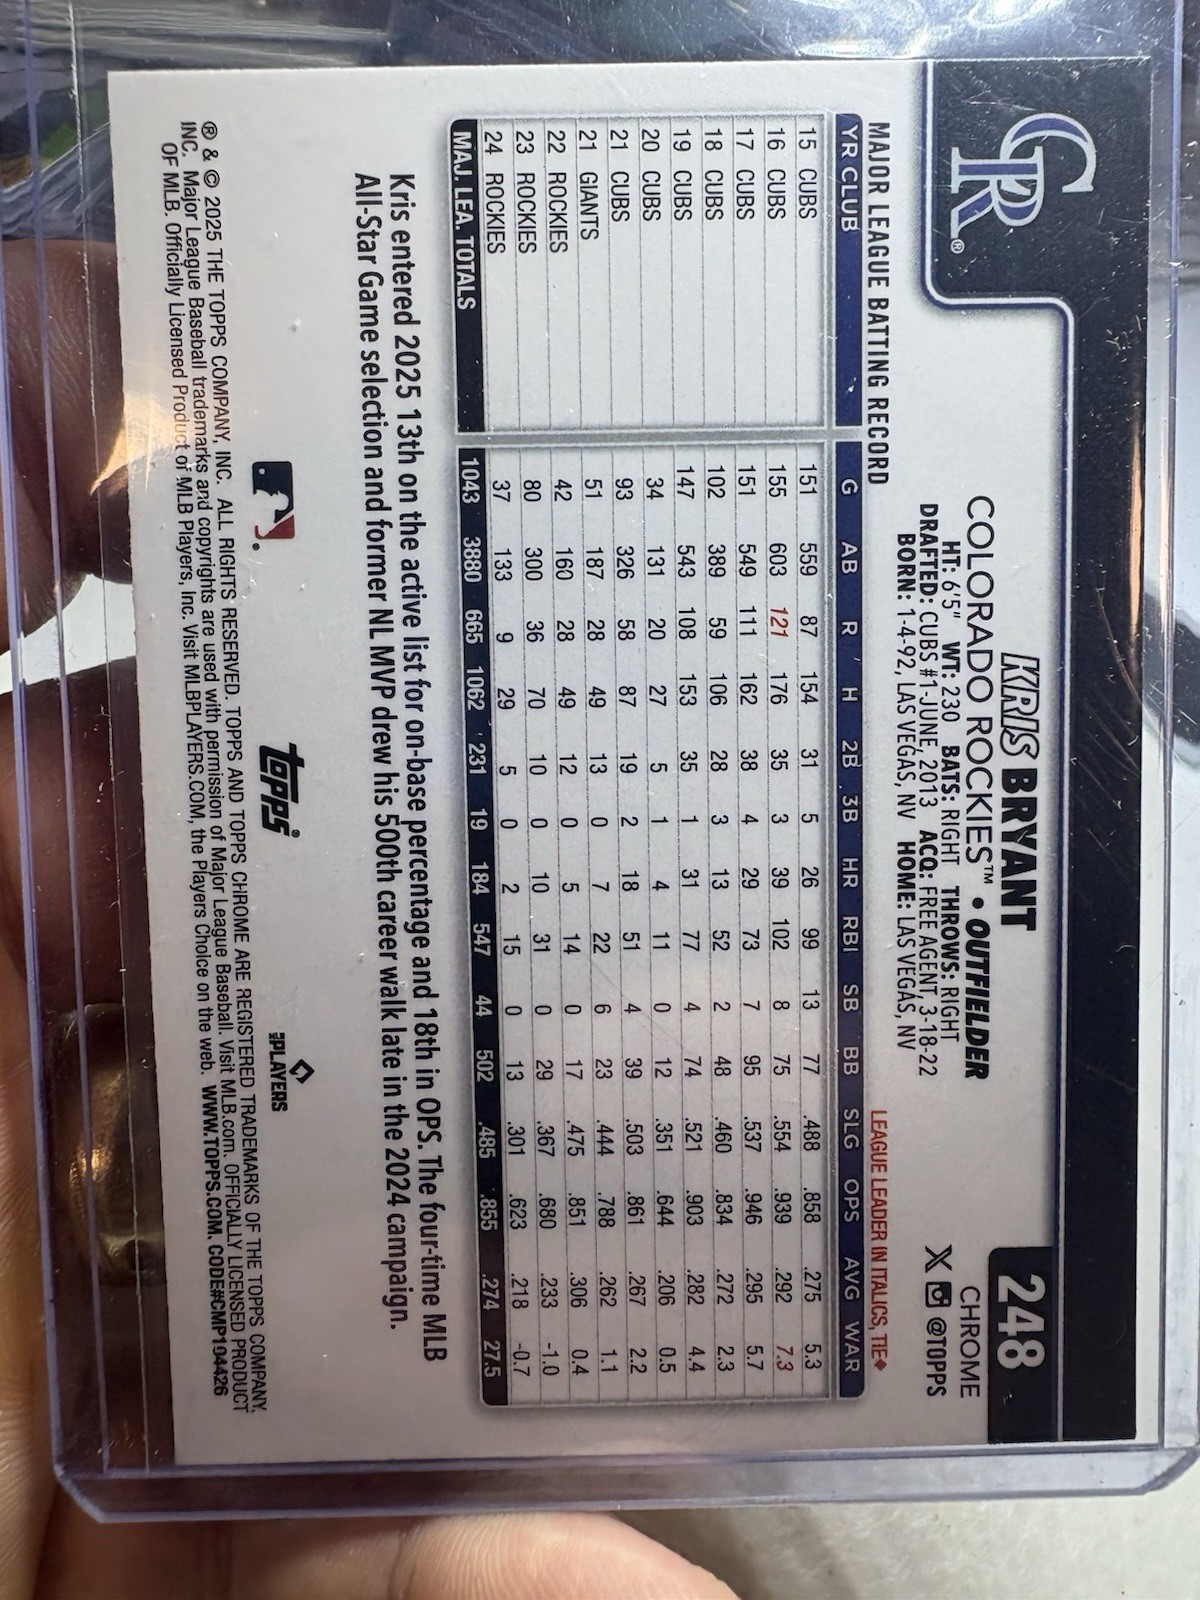 CR®
KRIS BRYANT
COLORADO ROCKIES™ • OUTFIELDER
HT: 6'5" WT: 230 BATS: RIGHT THROWS: RIGHT
DRAFTED: CUBS #1-JUNE, 2013 ACQ: FREE AGENT, 3-18-22
BORN: 1-4-92, LAS VEGAS, NV HOME: LAS VEGAS, NV
248
CHROME
X @TOPPS
MAJOR LEAGUE BATTING RECORD LEAGUE LEADER IN ITALICS, TIE◆
YR CLUB G AB R H 2B 3B HR RBI SB BB SLG OPS AVG WAR
15 CUBS 151 559 87 154 31 5 26 99 13 77 .488 .858 .275 5.3
16 CUBS 155 603 121 176 35 3 39 102 8 75 .554 .939 .292 7.3
17 CUBS 151 549 111 162 38 4 29 73 7 95 .537 .946 .295 5.7
18 CUBS 102 389 59 106 28 3 13 52 2 48 .460 .834 .272 2.3
19 CUBS 147 543 108 153 35 1 31 77 4 74 .521 .903 .282 4.4
20 CUBS 34 131 20 27 5 1 4 11 0 12 .351 .644 .206 0.5
21 CUBS 93 326 58 87 19 2 18 51 4 39 .503 .861 .267 2.2
21 GIANTS 51 187 28 49 13 0 7 22 6 23 .444 .788 .262 1.1
22 ROCKIES 42 160 28 49 12 0 5 14 0 17 .475 .851 .306 0.4
23 ROCKIES 80 300 36 70 10 0 10 31 0 29 .367 .680 .233 -1.0
24 ROCKIES 37 133 9 29 5 0 2 15 0 13 .301 .623 .218 -0.7
MAJ. LEA. TOTALS 1043 3880 665 1062 231 19 184 547 44 502 .485 .855 .274 27.5
Kris entered 2025 13th on the active list for on-base percentage and 18th in OPS. The four-time MLB
All-Star Game selection and former NL MVP drew his 500th career walk late in the 2024 campaign.
topps®
MLB PLAYERS
® & © 2025 THE TOPPS COMPANY, INC. ALL RIGHTS RESERVED. TOPPS AND TOPPS CHROME ARE REGISTERED TRADEMARKS OF THE TOPPS COMPANY,
INC. Major League Baseball trademarks and copyrights are used with permission of Major League Baseball. Visit MLB.com. OFFICIALLY LICENSED PRODUCT
OF MLB. Officially Licensed Product of MLB Players, Inc. Visit MLBPLAYERS.COM, the Players Choice on the web. WWW.TOPPS.COM. CODE#CMP194426